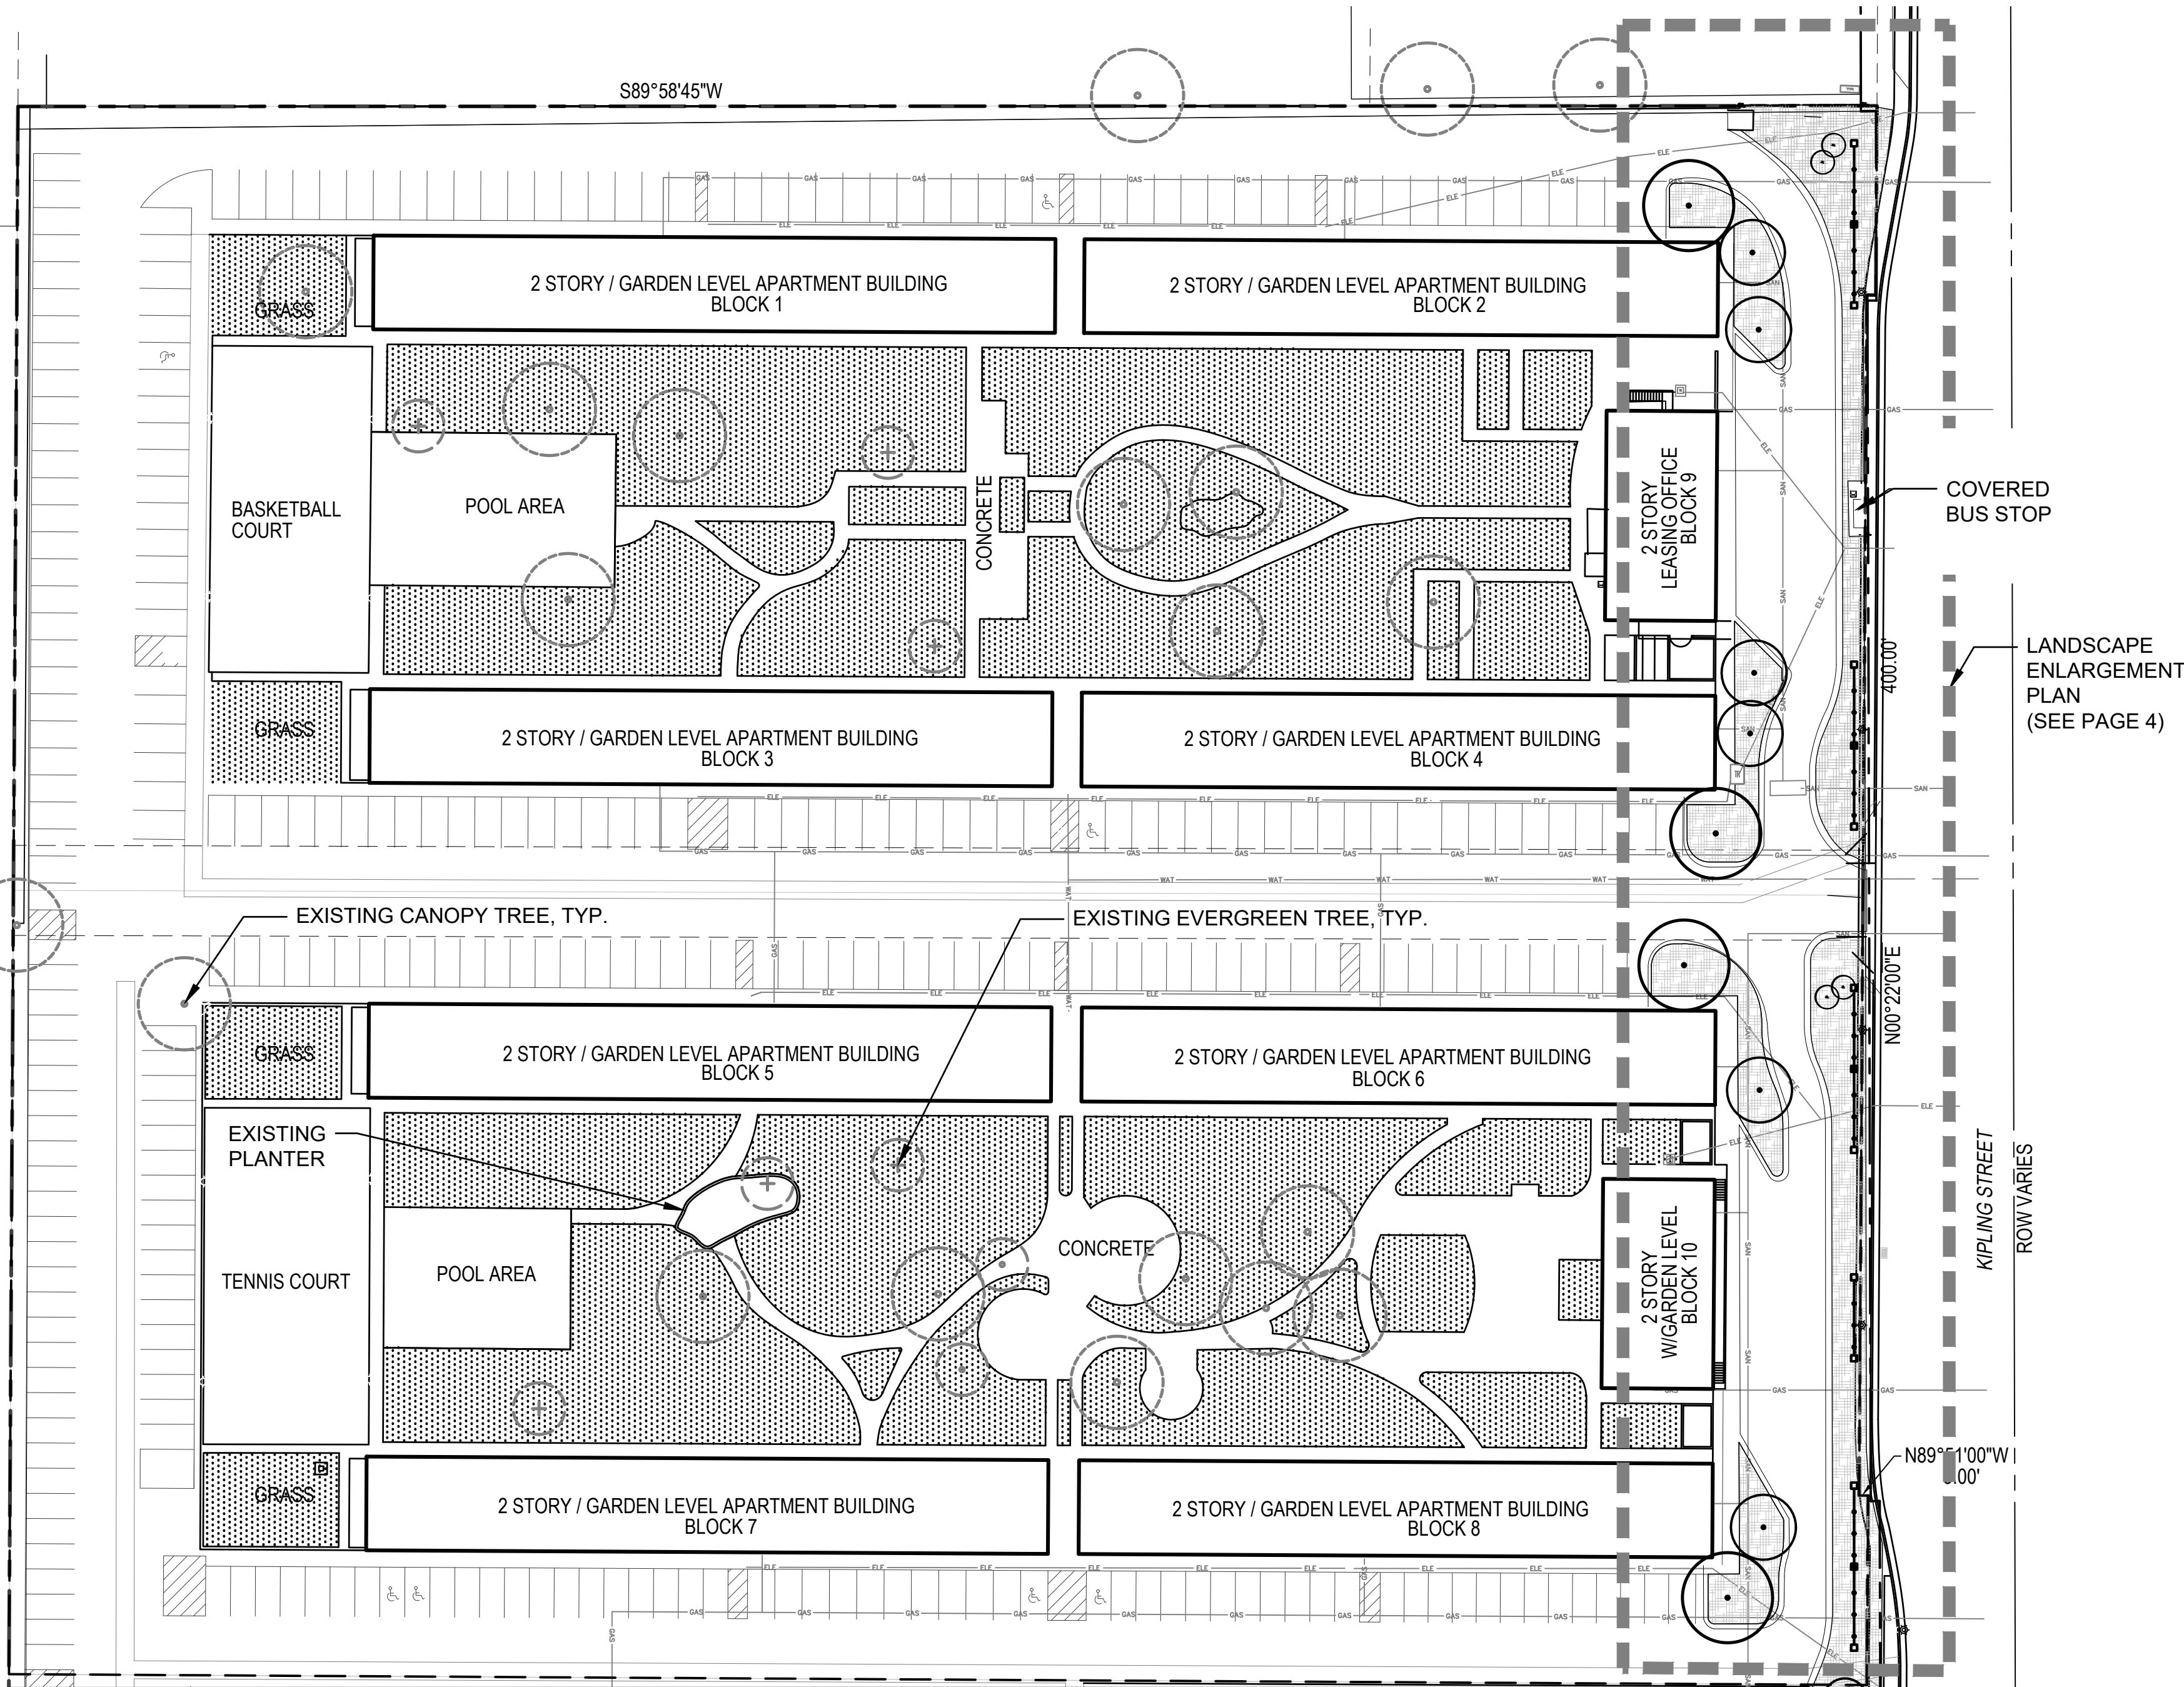 S89°58'45"W
2 STORY / GARDEN LEVEL APARTMENT BUILDING
BLOCK 1
2 STORY / GARDEN LEVEL APARTMENT BUILDING
BLOCK 2
GRASS
BASKETBALL
COURT
POOL AREA
CONCRETE
2 STORY
LEASING OFFICE
BLOCK 9
COVERED
BUS STOP
LANDSCAPE
ENLARGEMENT
PLAN
(SEE PAGE 4)
400.00'
GRASS
2 STORY / GARDEN LEVEL APARTMENT BUILDING
BLOCK 3
2 STORY / GARDEN LEVEL APARTMENT BUILDING
BLOCK 4
EXISTING CANOPY TREE, TYP.
EXISTING EVERGREEN TREE, TYP.
N00°22'00"E
GRASS
2 STORY / GARDEN LEVEL APARTMENT BUILDING
BLOCK 5
2 STORY / GARDEN LEVEL APARTMENT BUILDING
BLOCK 6
EXISTING
PLANTER
TENNIS COURT
POOL AREA
CONCRETE
2 STORY
W/GARDEN LEVEL
BLOCK 10
KIPLING STREET
ROW VARIES
GRASS
2 STORY / GARDEN LEVEL APARTMENT BUILDING
BLOCK 7
2 STORY / GARDEN LEVEL APARTMENT BUILDING
BLOCK 8
GAS
ELE
SAN
WAT